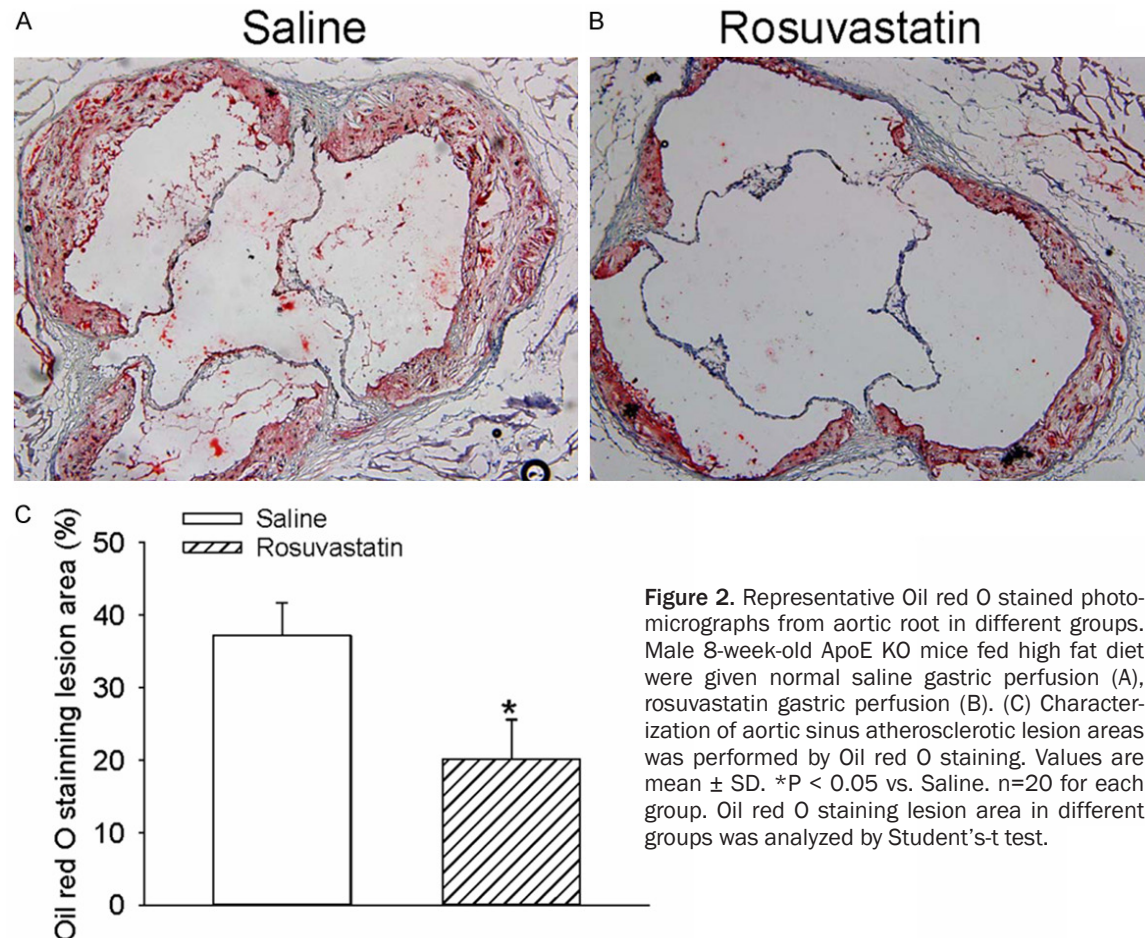 A Saline
B Rosuvastatin
C
Oil red O stainning lesion area (%)
Saline
Rosuvastatin
50
40
30
20
10
0
*
Figure 2. Representative Oil red O stained photo-
micrographs from aortic root in different groups.
Male 8-week-old ApoE KO mice fed high fat diet
were given normal saline gastric perfusion (A),
rosuvastatin gastric perfusion (B). (C) Character-
ization of aortic sinus atherosclerotic lesion areas
was performed by Oil red O staining. Values are
mean ± SD. *P < 0.05 vs. Saline. n=20 for each
group. Oil red O staining lesion area in different
groups was analyzed by Student's-t test.